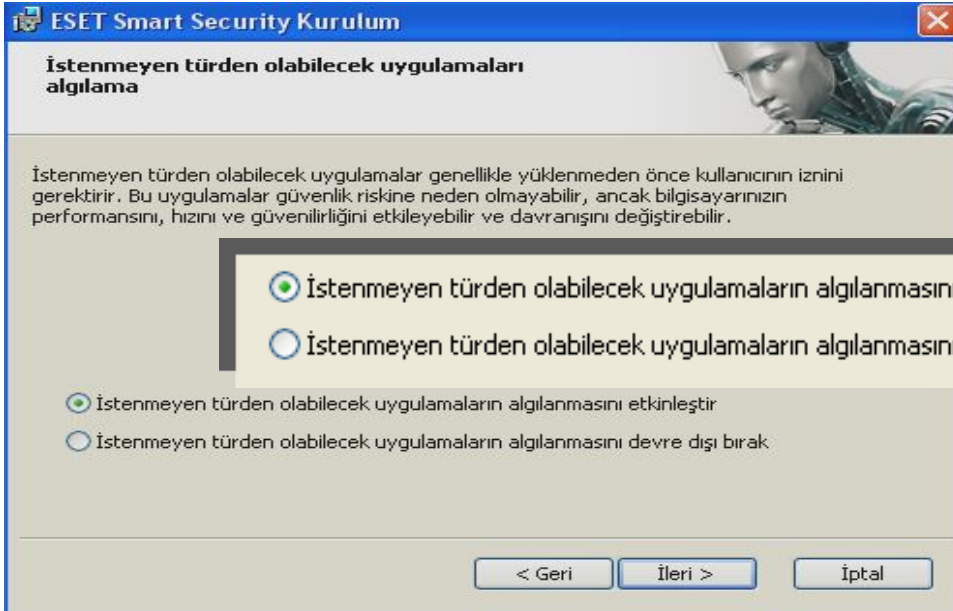 ESET Smart Security Kurulum
İstenmeyen türden olabilecek uygulamaları
algılama
İstenmeyen türden olabilecek uygulamalar genellikle yüklenmeden önce kullanıcının iznini
gerektirir. Bu uygulamalar güvenlik riskine neden olmayabilir, ancak bilgisayarınızın
performansını, hızını ve güvenilirliğini etkileyebilir ve davranışını değiştirebilir.
İstenmeyen türden olabilecek uygulamaların algılanmasın
İstenmeyen türden olabilecek uygulamaların algılanmasın
İstenmeyen türden olabilecek uygulamaların algılanmasını etkinleştir
İstenmeyen türden olabilecek uygulamaların algılanmasını devre dışı bırak
< Geri İleri > İptal